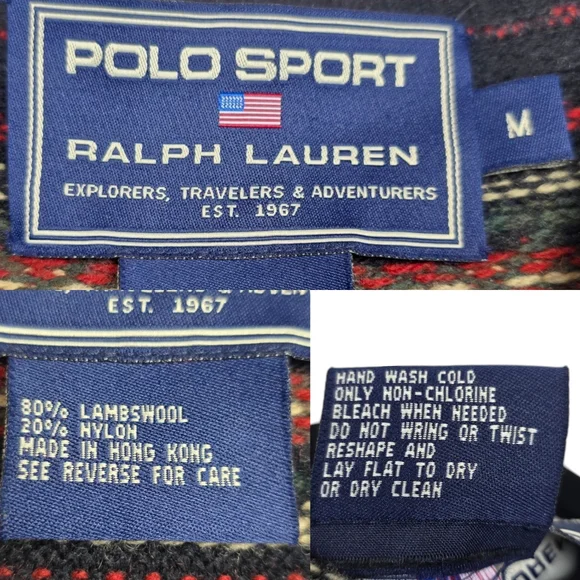 POLO SPORT
RALPH LAUREN
EXPLORERS, TRAVELERS & ADVENTURERS
EST. 1967
M
EST. 1967
80% LAMBSWOOL
20% NYLON
MADE IN HONG KONG
SEE REVERSE FOR CARE
HAND WASH COLD
ONLY NON-CHLORINE
BLEACH WHEN NEEDED
DO NOT WRING OR TWIST
RESHAPE AND
LAY FLAT TO DRY
OR DRY CLEAN